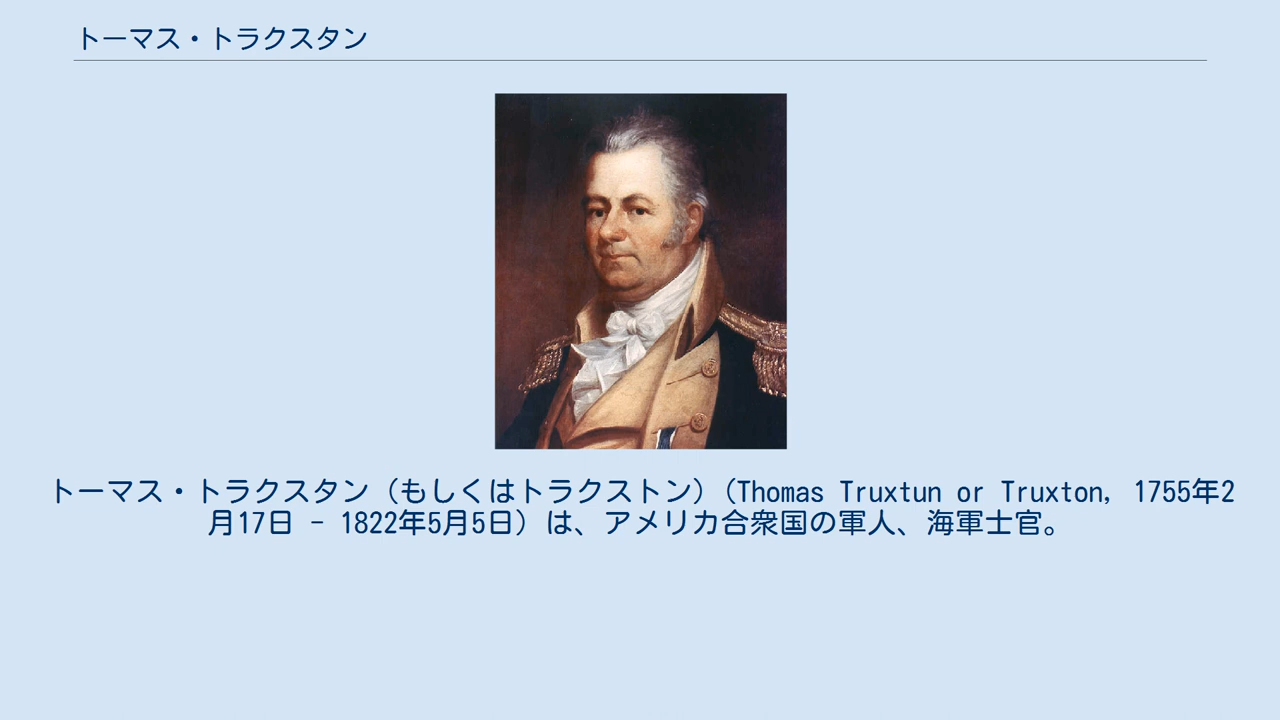 トーマス・トラクスタン
トーマス・トラクスタン（もしくはトラクストン）（Thomas Truxtun or Truxton, 1755年2
月17日 - 1822年5月5日）は、アメリカ合衆国の軍人、海軍士官。